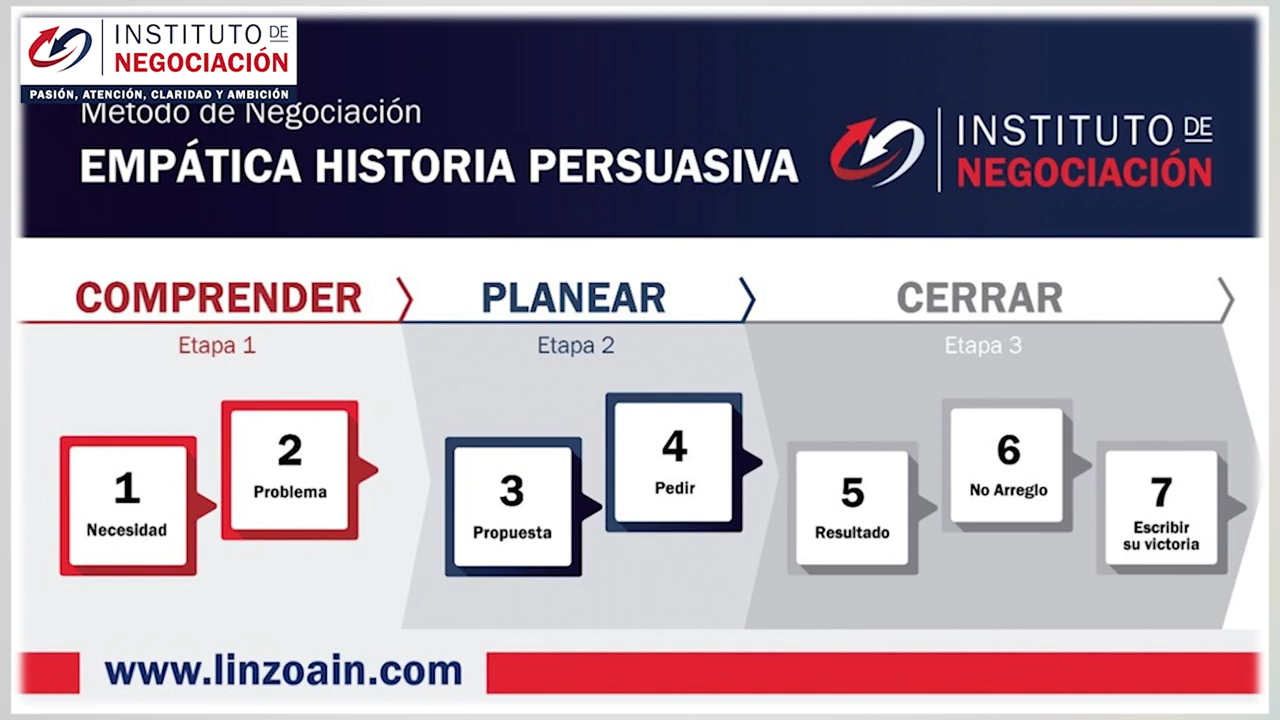 INSTITUTO DE
NEGOCIACIÓN
PASIÓN, ATENCIÓN, CLARIDAD Y AMBICIÓN
Método de Negociación
EMPÁTICA HISTORIA PERSUASIVA
INSTITUTO DE
NEGOCIACIÓN
COMPRENDER
PLANEAR
CERRAR
Etapa 1
Etapa 2
Etapa 3
1
Necesidad
2
Problema
3
Propuesta
4
Pedir
5
Resultado
6
No Arreglo
7
Escribir
su victoria
www.linzoain.com